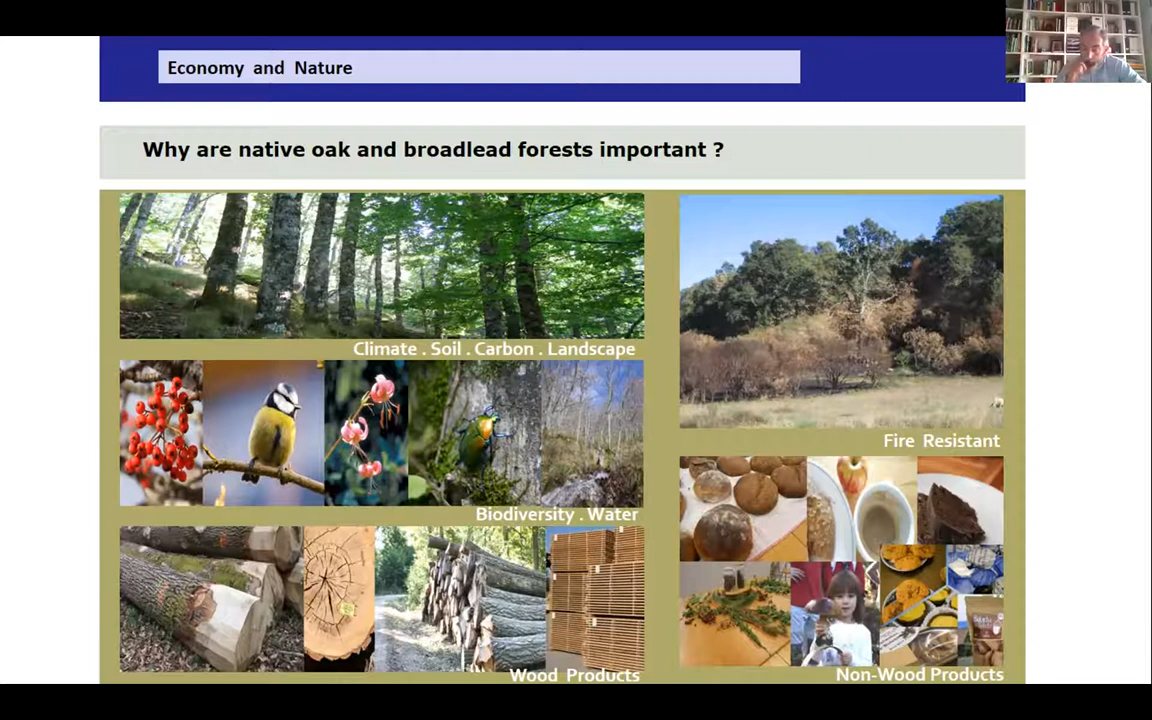 Economy and Nature
Why are native oak and broadlead forests important ?
Climate . Soil . Carbon . Landscape
Fire Resistant
Biodiversity . Water
Wood Products
Non-Wood Products